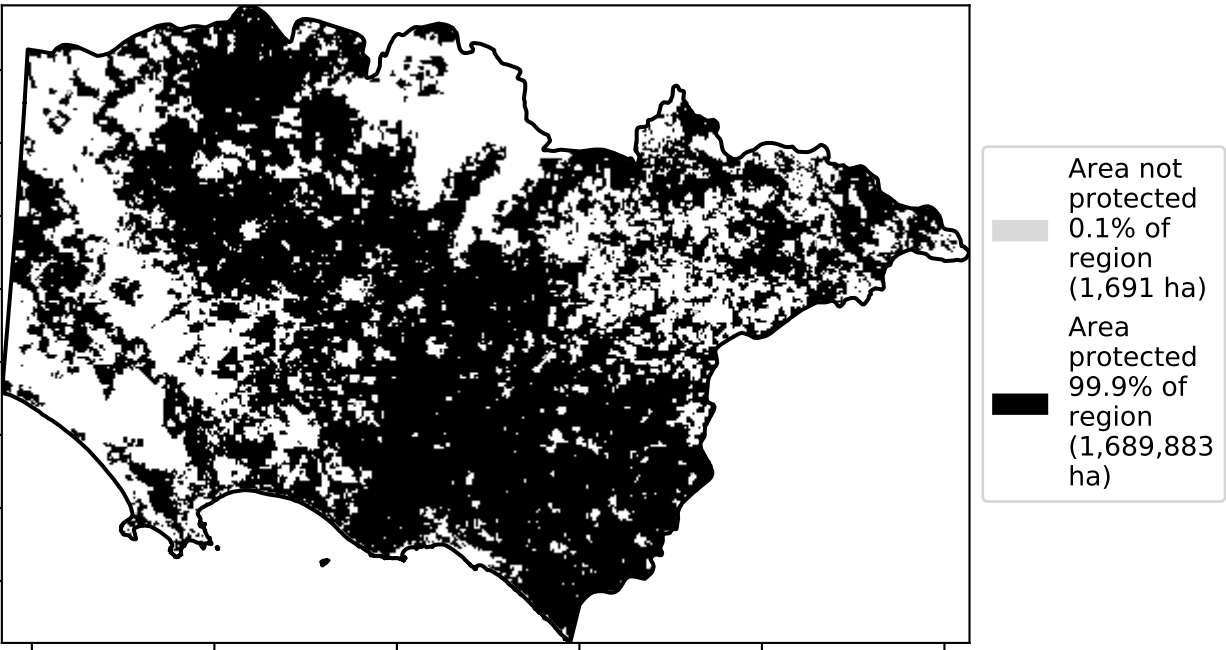 Area not
protected
0.1% of
region
(1,691 ha)
Area
protected
99.9% of
region
(1,689,883
ha)